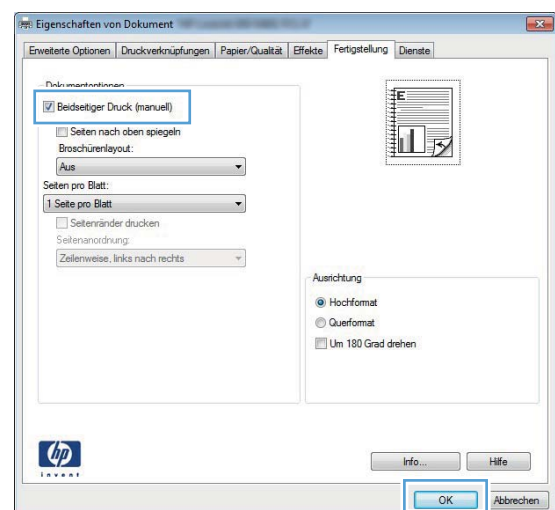 Eigenschaften von Dokument
Erweiterte Optionen Druckverknüpfungen Papier/Qualität Effekte Fertigstellung Dienste
Dokumentoptionen
Beidseitiger Druck (manuell)
Seiten nach oben spiegeln
Broschürenlayout:
Aus
Seiten pro Blatt:
1 Seite pro Blatt
Seitenränder drucken
Seitenanordnung:
Zeilenweise, links nach rechts
E
Ausrichtung
Hochformat
Querformat
Um 180 Grad drehen
hp
invent
Info... Hilfe
OK Abbrechen